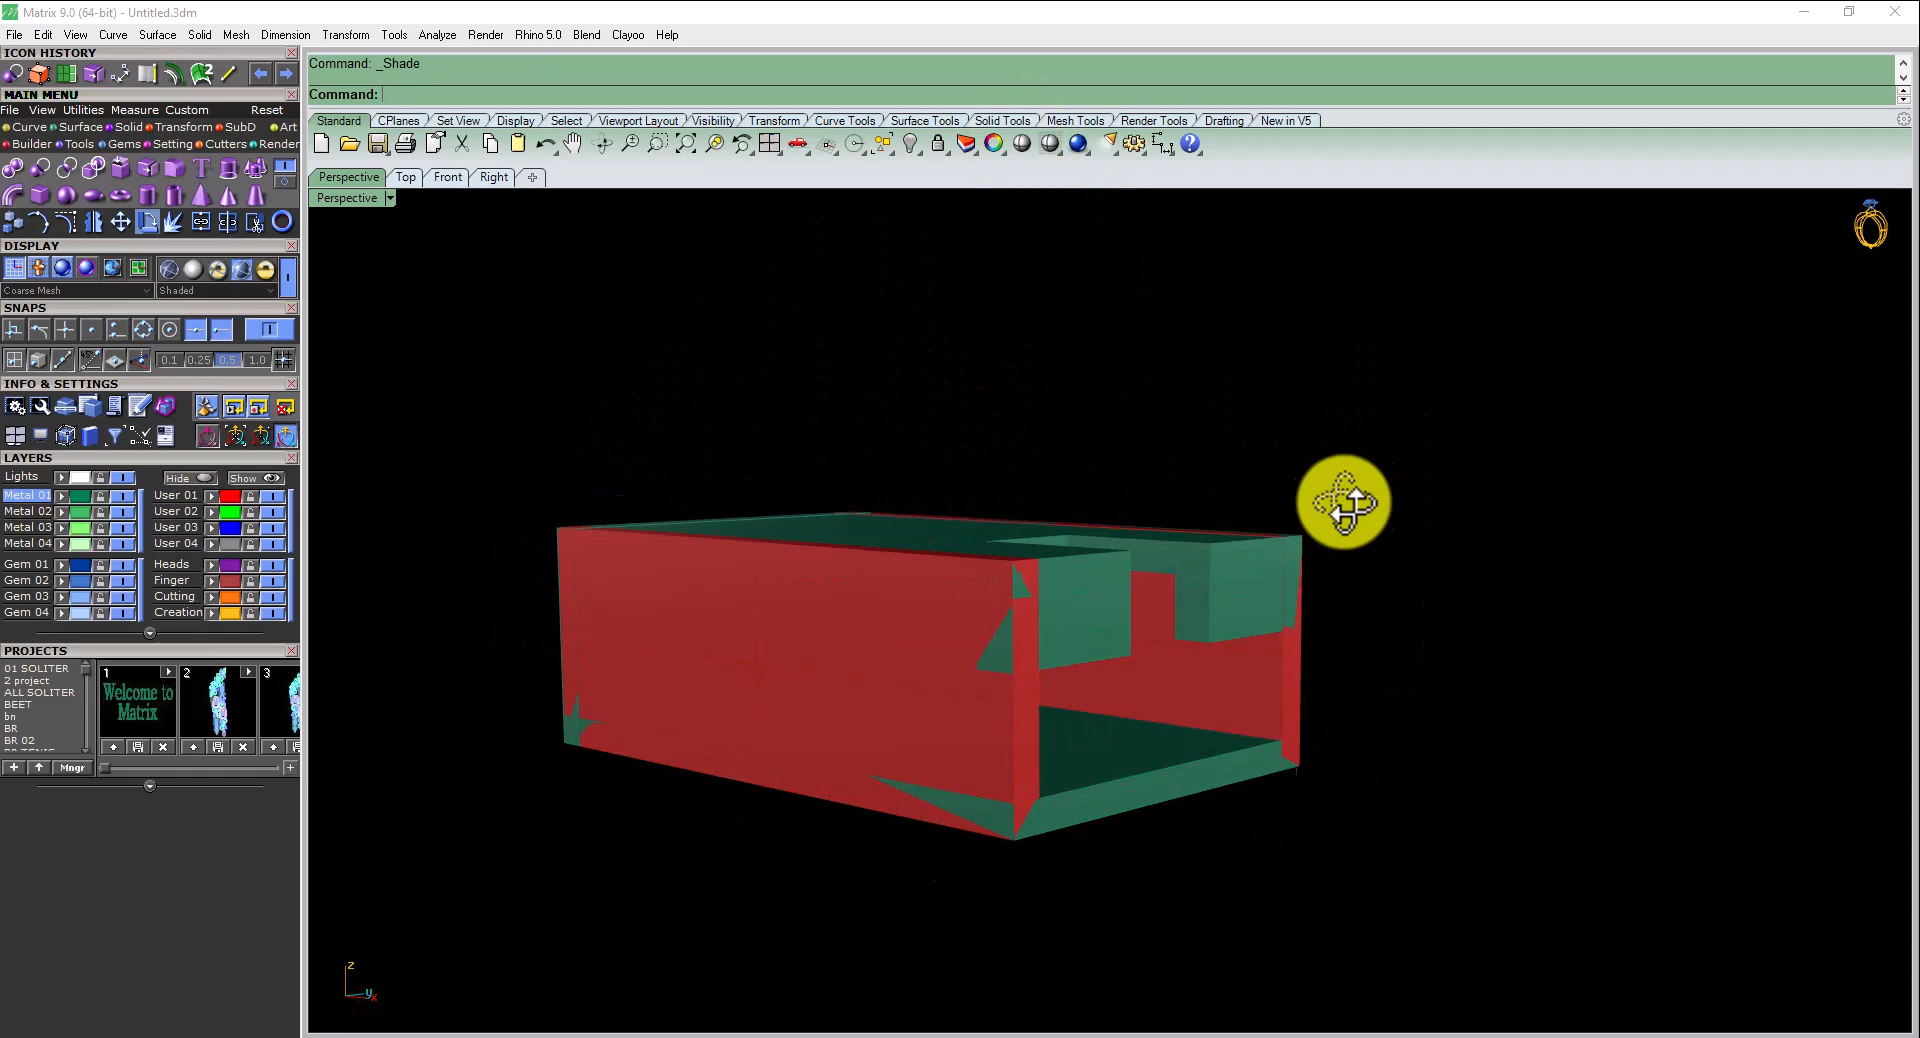 Matrix 9.0 (64-bit) - Untitled.3dm
File Edit View Curve Surface Solid Mesh Dimension Transform Tools Analyze Render Rhino 5.0 Blend Clayoo Help
ICON HISTORY
MAIN MENU
File View Utilities Measure Custom Reset
Curve Surface Solid Transform SubD Art
Builder Tools Gems Setting Cutters Render
DISPLAY
Coarse Mesh Shaded
SNAPS
0.1 0.25 0.5 1.0
INFO & SETTINGS
LAYERS
Lights Hide Show
Metal 01 User 01
Metal 02 User 02
Metal 03 User 03
Metal 04 User 04
Gem 01 Heads
Gem 02 Finger
Gem 03 Cutting
Gem 04 Creation
PROJECTS
01 SOLITER
2 project
ALL SOLITER
BEET
bn
BR
BR 02
1 2 3
Welcome to
Matrix
Mngr
Command: _Shade
Command:
Standard CPlanes Set View Display Select Viewport Layout Visibility Transform Curve Tools Surface Tools Solid Tools Mesh Tools Render Tools Drafting New in V5
Perspective Top Front Right
Perspective
z
y
x